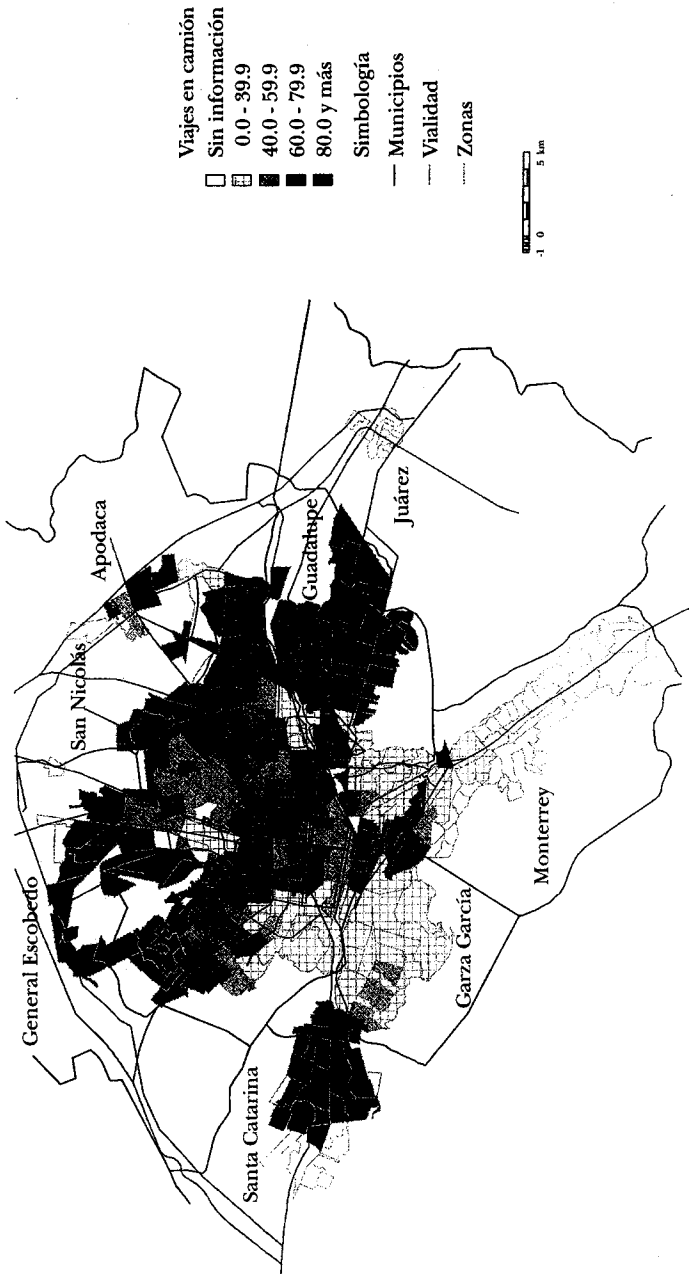 General Escobedo
San Nicolás
Apodaca
Guadalupe
Juárez
Santa Catarina
Garza García
Monterrey
Viajes en camión
Sin información
0.0 - 39.9
40.0 - 59.9
60.0 - 79.9
80.0 y más
Simbología
Municipios
Vialidad
Zonas
-1 0 5 km